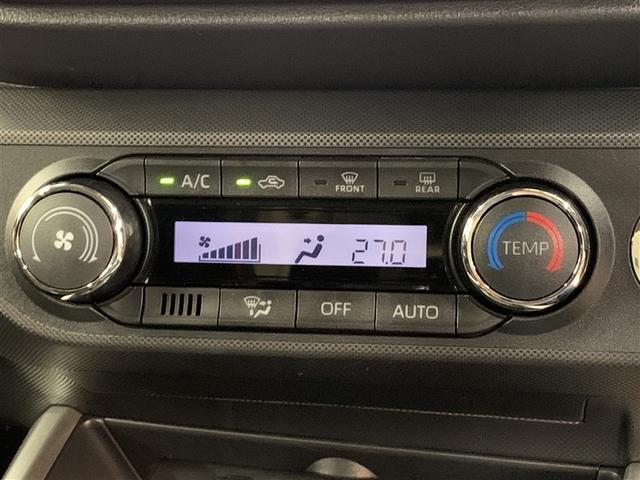 A/C
FRONT
REAR
27.0
TEMP
OFF
AUTO